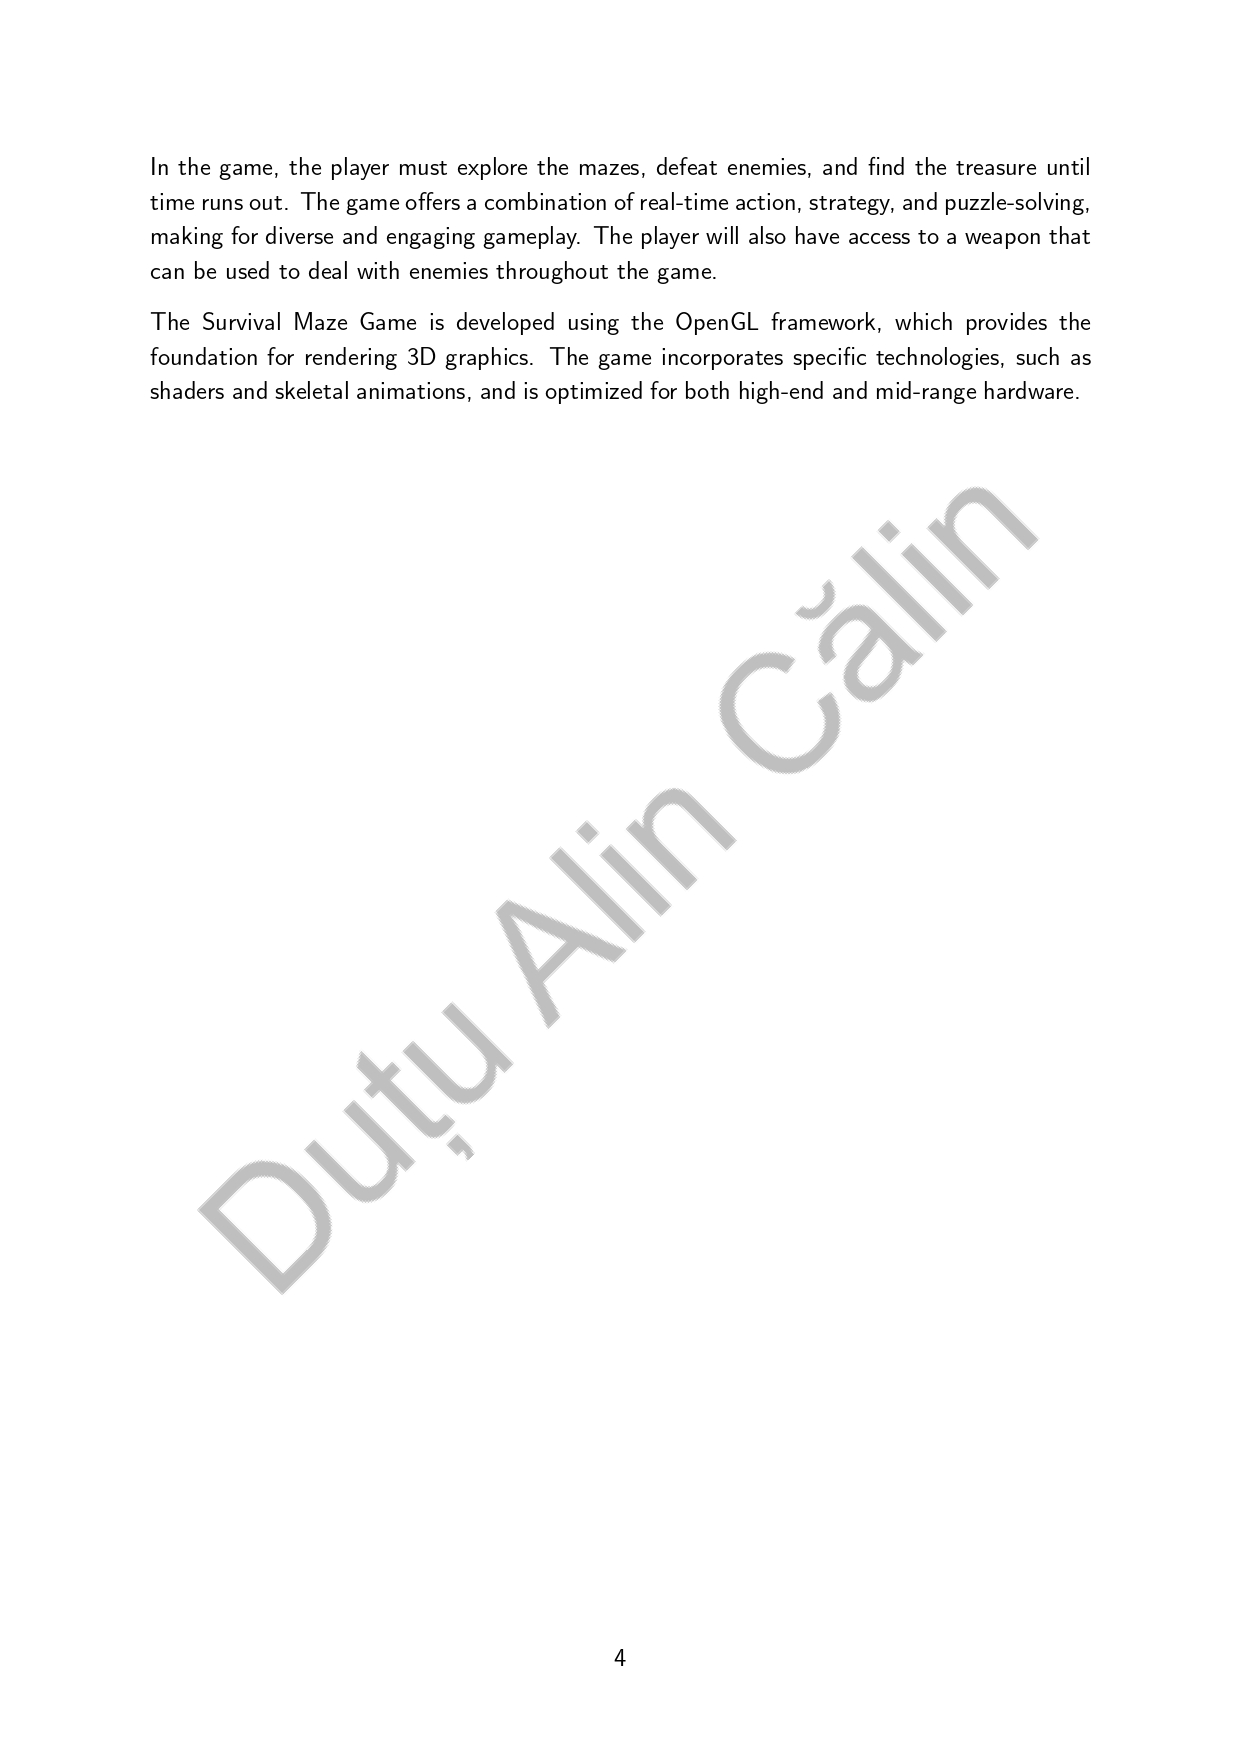 In the game, the player must explore the mazes, defeat enemies, and find the treasure until
time runs out. The game offers a combination of real-time action, strategy, and puzzle-solving,
making for diverse and engaging gameplay. The player will also have access to a weapon that
can be used to deal with enemies throughout the game.
The Survival Maze Game is developed using the OpenGL framework, which provides the
foundation for rendering 3D graphics. The game incorporates specific technologies, such as
shaders and skeletal animations, and is optimized for both high-end and mid-range hardware.
Duțu Alin Călin
4